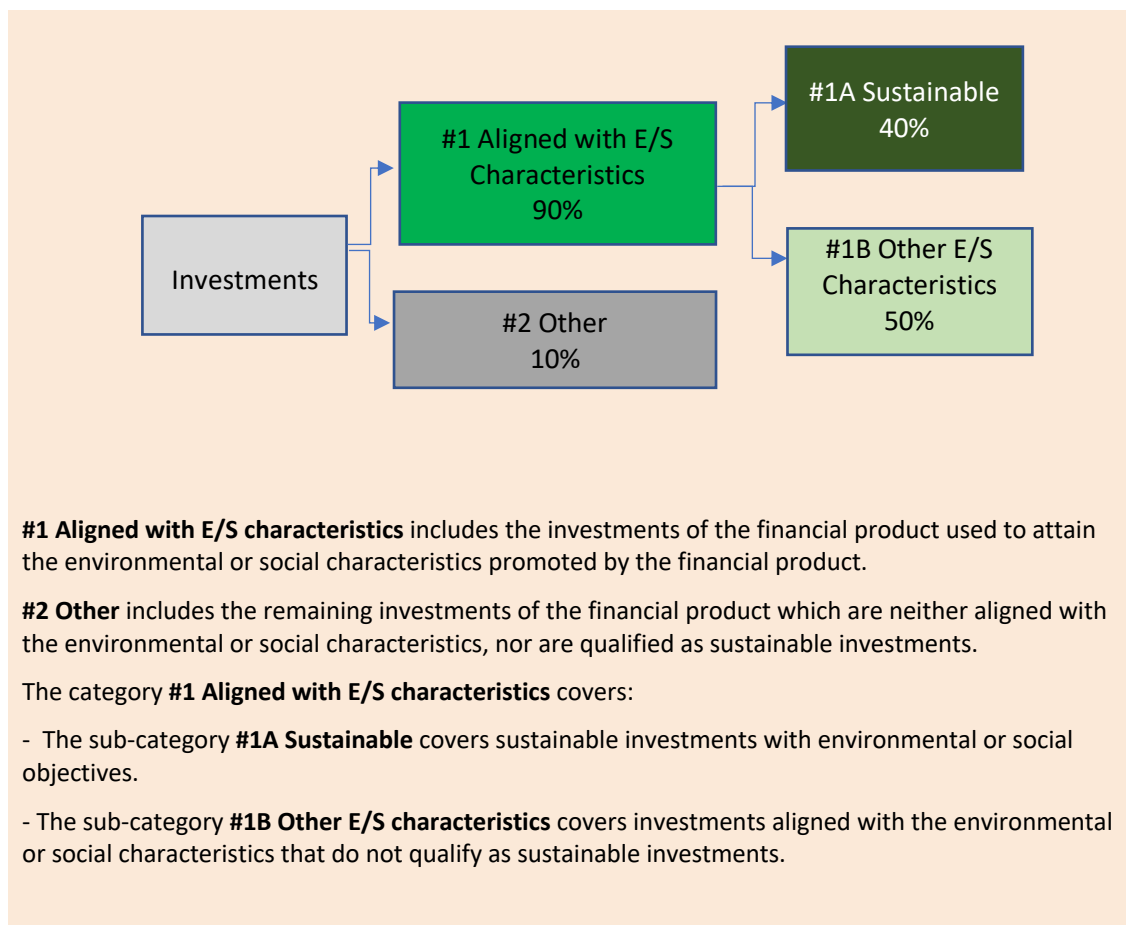 #1A Sustainable
40%
#1 Aligned with E/S
Characteristics
90%
Investments
#1B Other E/S
Characteristics
50%
#2 Other
10%
#1 Aligned with E/S characteristics includes the investments of the financial product used to attain
the environmental or social characteristics promoted by the financial product.
#2 Other includes the remaining investments of the financial product which are neither aligned with
the environmental or social characteristics, nor are qualified as sustainable investments.
The category #1 Aligned with E/S characteristics covers:
- The sub-category #1A Sustainable covers sustainable investments with environmental or social
objectives.
- The sub-category #1B Other E/S characteristics covers investments aligned with the environmental
or social characteristics that do not qualify as sustainable investments.